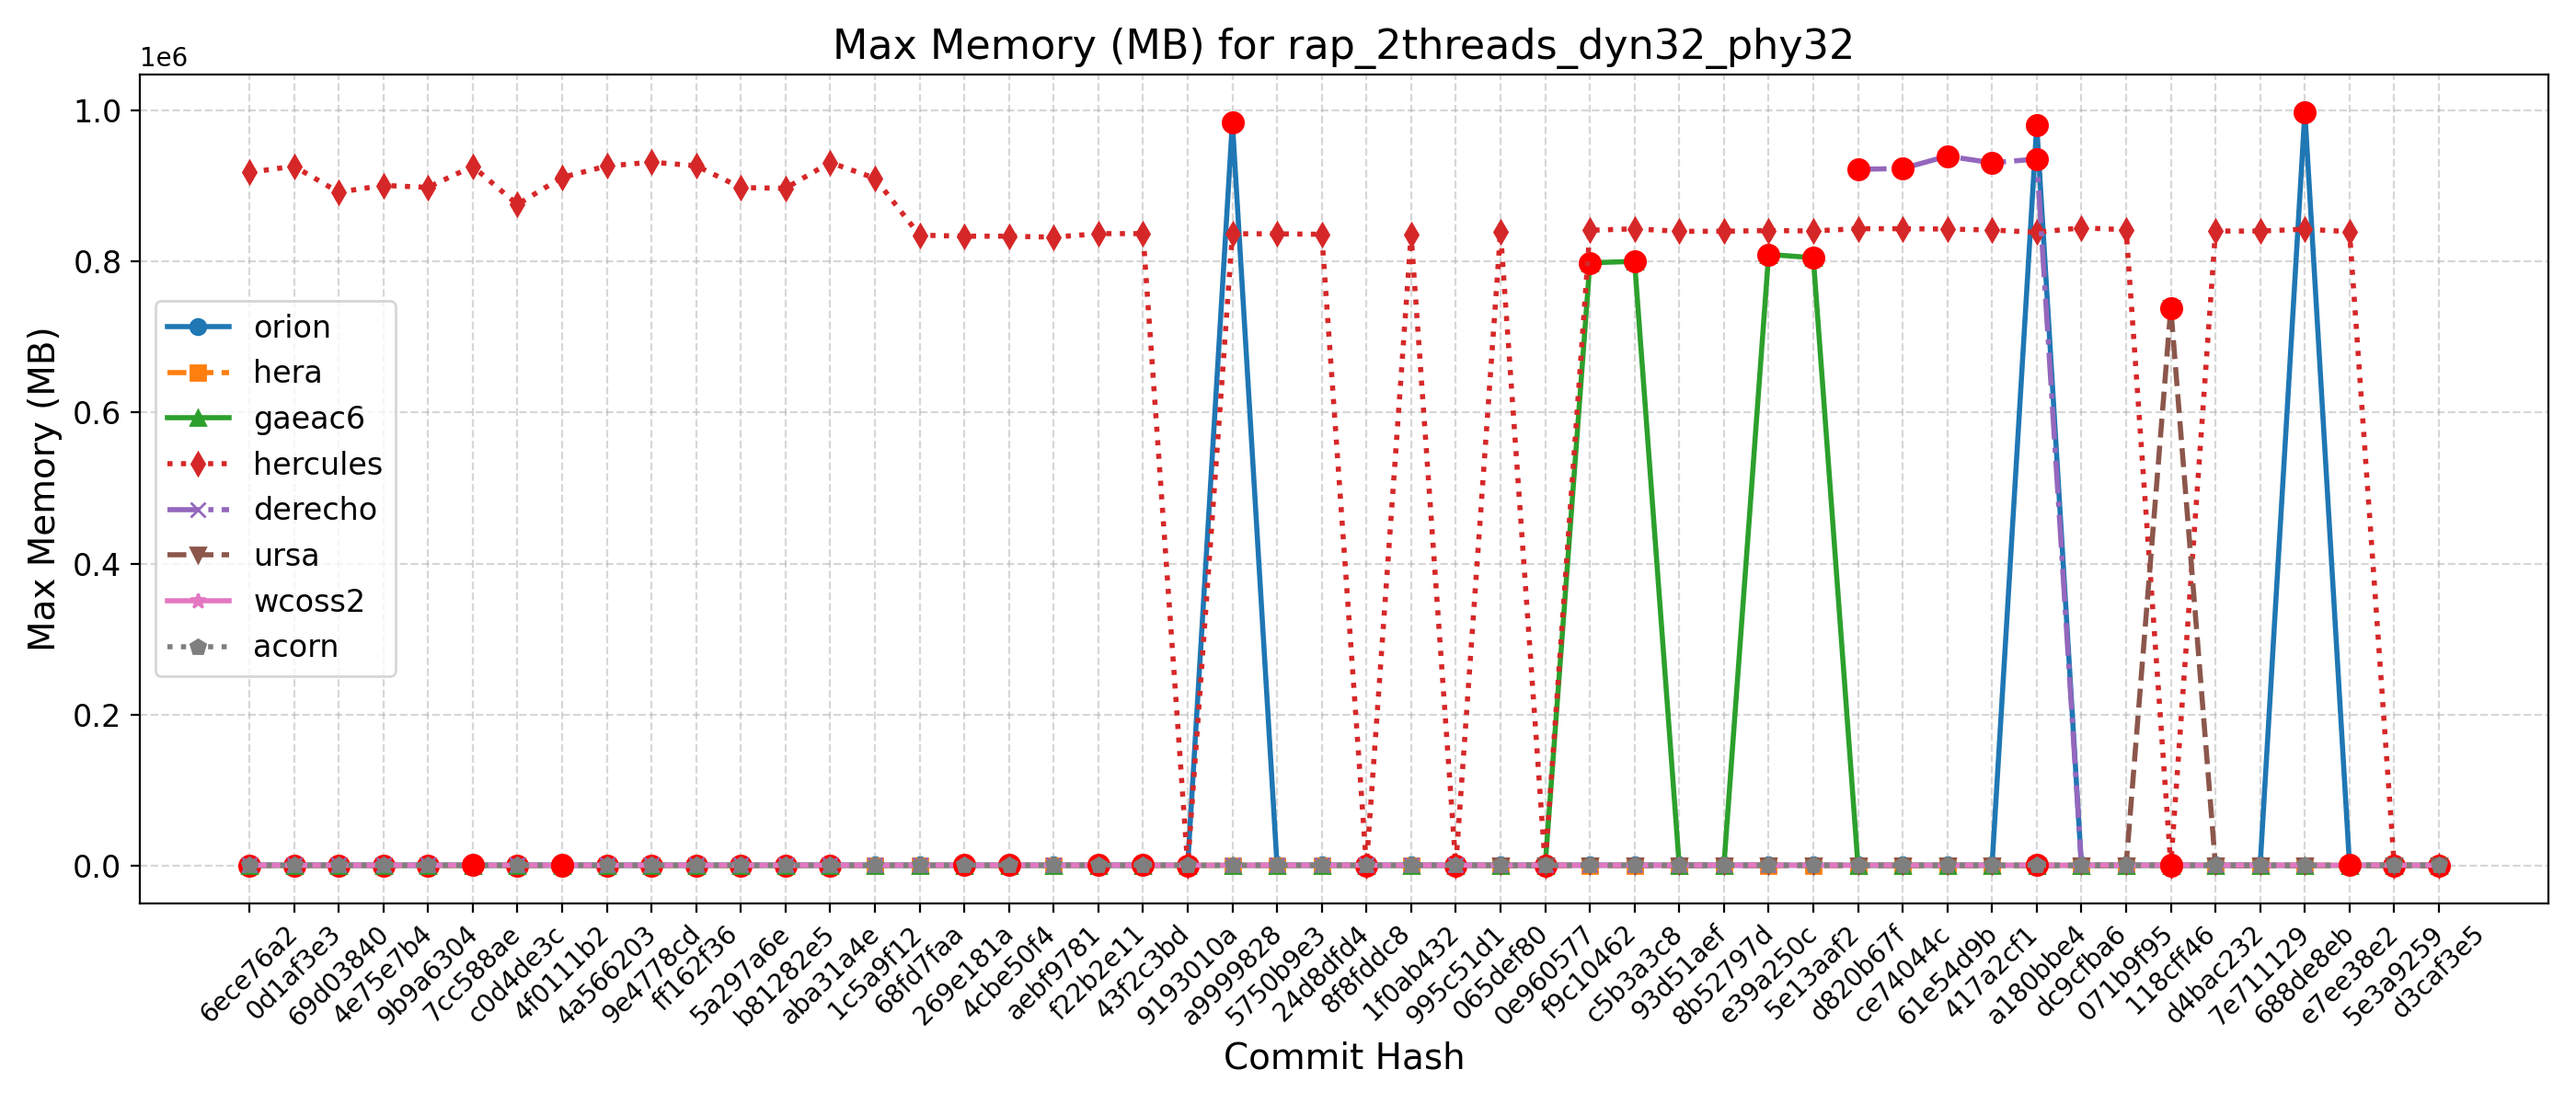 Max Memory (MB) for rap_2threads_dyn32_phy32
1e6
1.0
0.8
0.6
0.4
0.2
0.0
Max Memory (MB)
orion
hera
gaeac6
hercules
derecho
ursa
wcoss2
acorn
6ece76a2
0d1af3e3
69d03840
4e75e7b4
9b9a6304
7cc588ae
c0d4de3c
4f0111b2
4a566203
9e4778cd
ff162f36
5a297a6e
b81282e5
aba31a4e
1c5a9f12
68fd7faa
269e181a
4cbe50f4
aebf9781
f22b2e11
43f2c3bd
9193010a
a9999828
5750b9e3
24d8dfd4
8f8fddc8
1f0ab432
995c51d1
065def80
0e960577
f9c10462
c5b3a3c8
93d51aef
8b52797d
e39a250c
5e13aaf2
d820b67f
ce74044c
61e54d9b
417a2cf1
a180bbe4
dc9cfba6
071b9f95
118cff46
d4bac232
7e711129
688de8eb
e7ee38e2
5e3a9259
d3caf3e5
Commit Hash